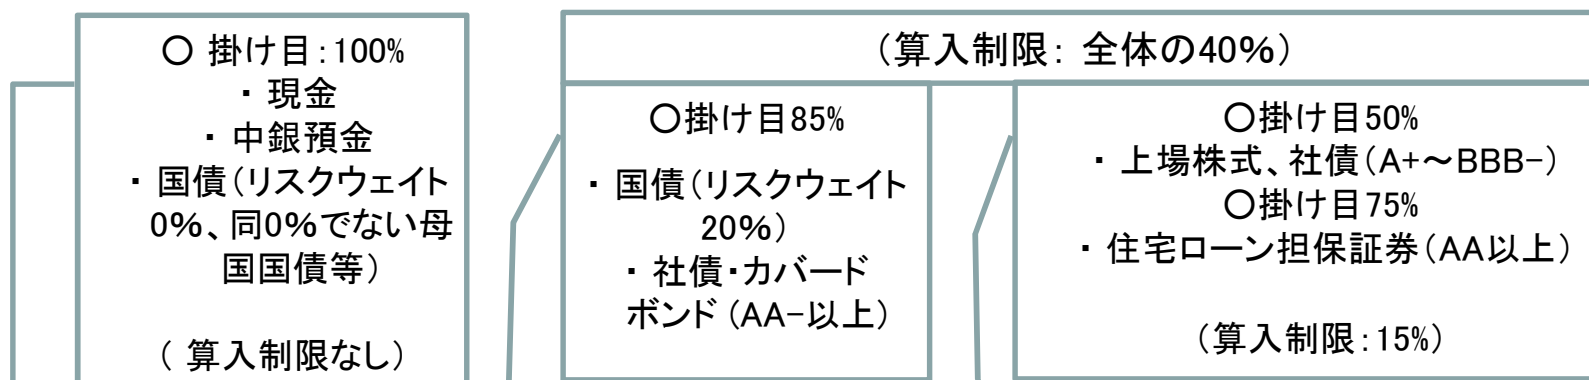 ○ 掛け目:100%
・ 現金
・ 中銀預金
・ 国債(リスクウェイト
0%、同0%でない母
国国債等)
( 算入制限なし)
(算入制限: 全体の40%)
○掛け目85%
・ 国債(リスクウェイト
20%)
・ 社債・カバード
ボンド (AA-以上)
○掛け目50%
・ 上場株式、社債(A+~BBB-)
○掛け目75%
・ 住宅ローン担保証券(AA以上)
(算入制限:15%)